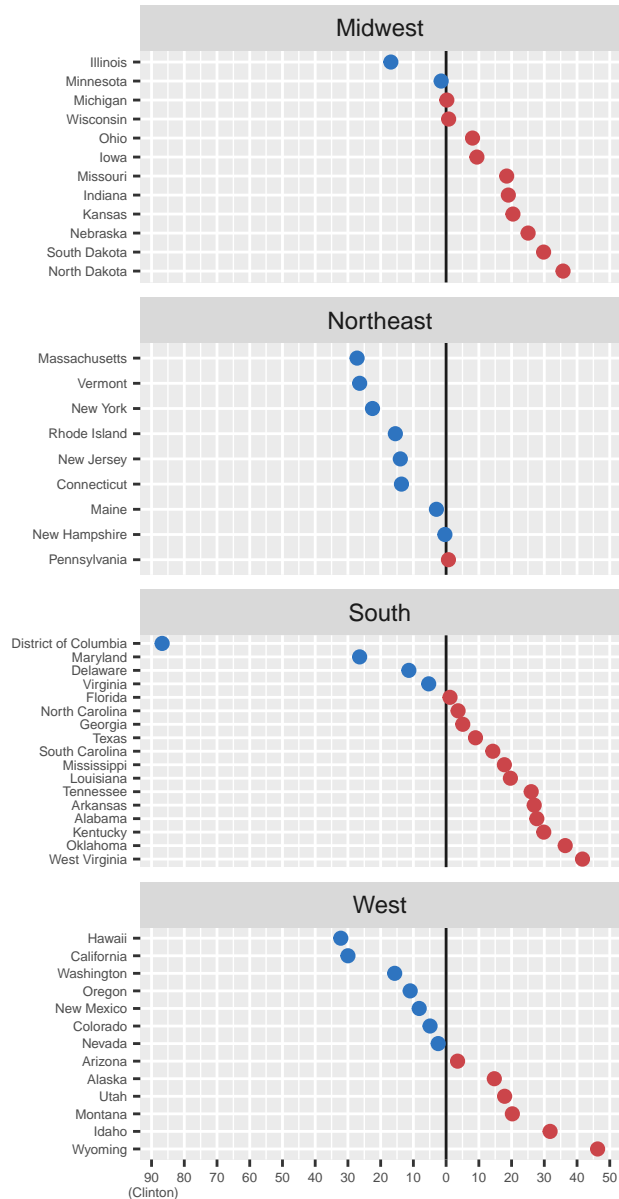 Midwest
Illinois
Minnesota
Michigan
Wisconsin
Ohio
Iowa
Missouri
Indiana
Kansas
Nebraska
South Dakota
North Dakota
Northeast
Massachusetts
Vermont
New York
Rhode Island
New Jersey
Connecticut
Maine
New Hampshire
Pennsylvania
South
District of Columbia
Maryland
Delaware
Virginia
Florida
North Carolina
Georgia
Texas
South Carolina
Mississippi
Louisiana
Tennessee
Arkansas
Alabama
Kentucky
Oklahoma
West Virginia
West
Hawaii
California
Washington
Oregon
New Mexico
Colorado
Nevada
Arizona
Alaska
Utah
Montana
Idaho
Wyoming
90 80 70 60 50 40 30 20 10 0 10 20 30 40 50
(Clinton)